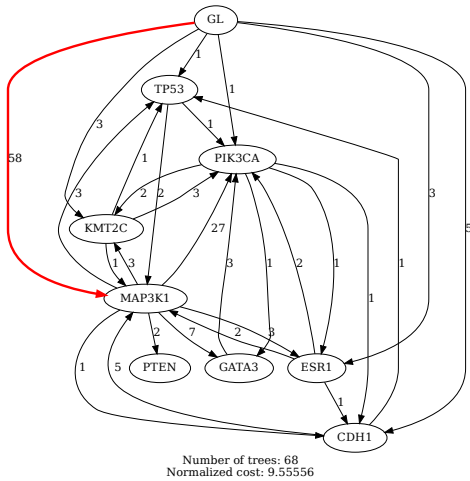 GL
1
TP53
1
3
1
PIK3CA
58
3
1
2
2
3
3
KMT2C
27
5
1
3
3
1
2
1
1
MAP3K1
1
2
7
2
3
1
5
PTEN
GATA3
ESR1
1
CDH1
Number of trees: 68
Normalized cost: 9.55556